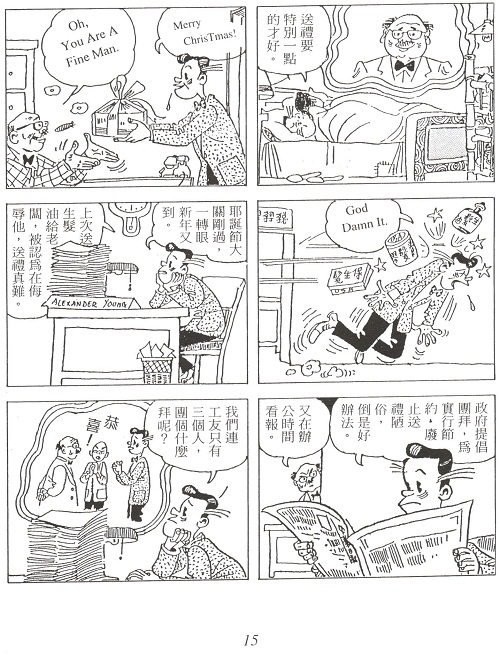 送禮要
特別一點
的才好。
Merry
ChrisTmas!
Oh,
You Are A
Fine Man.
God
Damn It.
USA
耶誕節大
關剛過，
一轉眼
新年又
到。
上次送
生髮
油給老
闆，被認為在侮
辱他，送禮真難。
ALEXANDER YOUNG
政府提倡
團拜，為
實行節
約，廢
止送
禮陋
俗，
倒是好
辦法。
又在辦
公時間
看報。
我們連
工友只有
三個人，
團個什麼
拜呢？
恭
喜！
15